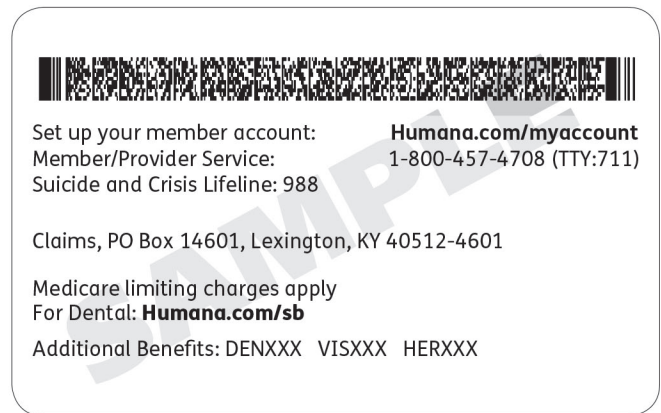 Set up your member account: Humana.com/myaccount
Member/Provider Service: 1-800-457-4708 (TTY:711)
Suicide and Crisis Lifeline: 988
Claims, PO Box 14601, Lexington, KY 40512-4601
Medicare limiting charges apply
For Dental: Humana.com/sb
Additional Benefits: DENXXX VISXXX HERXXX
SAMPLE